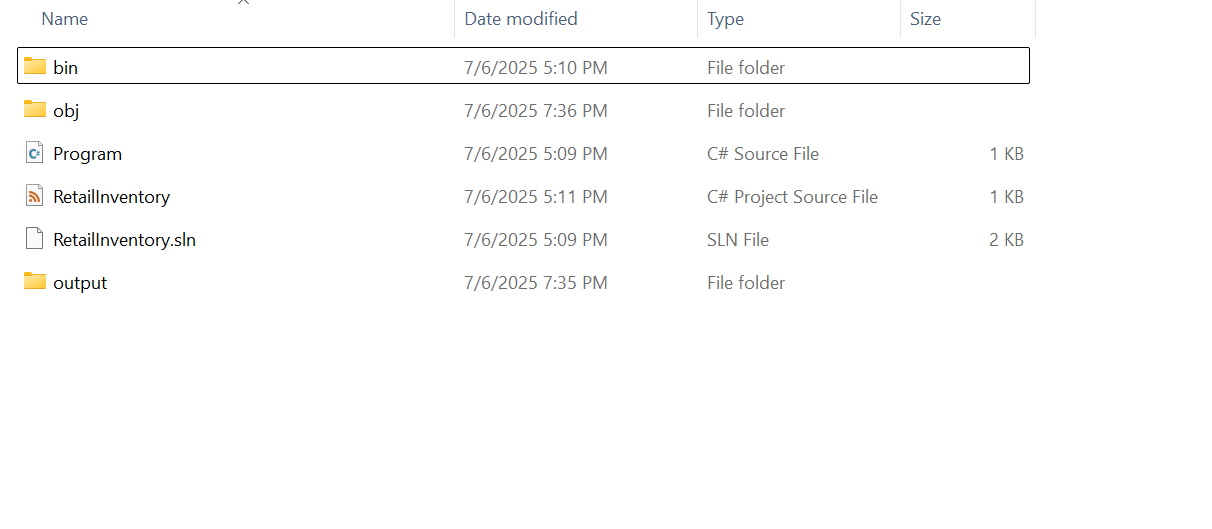 Name Date modified Type Size
bin 7/6/2025 5:10 PM File folder
obj 7/6/2025 7:36 PM File folder
Program 7/6/2025 5:09 PM C# Source File 1 KB
RetailInventory 7/6/2025 5:11 PM C# Project Source File 1 KB
RetailInventory.sln 7/6/2025 5:09 PM SLN File 2 KB
output 7/6/2025 7:35 PM File folder